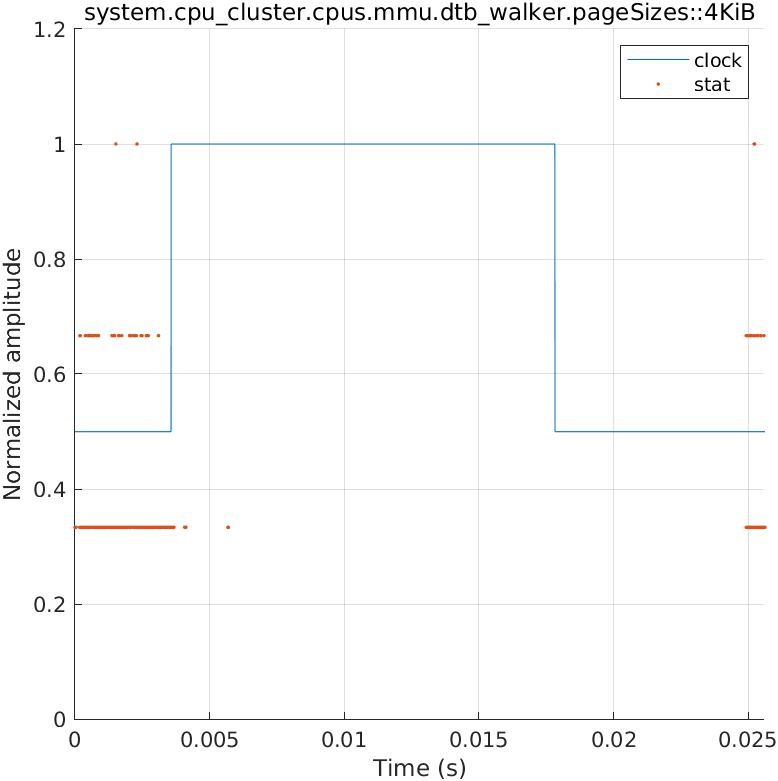 system.cpu_cluster.cpus.mmu.dtb_walker.pageSizes::4KiB
1.2
clock
stat
1
0.8
Normalized amplitude
0.6
0.4
0.2
0
0 0.005 0.01 0.015 0.02 0.025
Time (s)